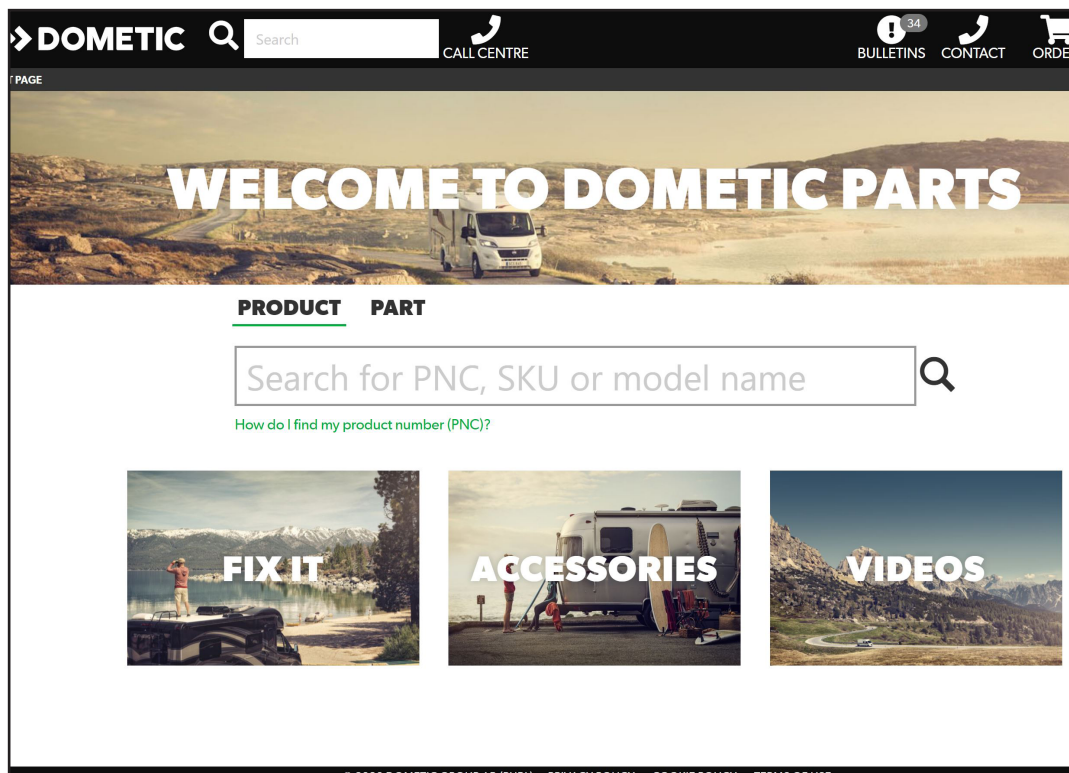 DOMETIC
Search
CALL CENTRE
34
BULLETINS
CONTACT
ORDE
T PAGE
WELCOME TO DOMETIC PARTS
PRODUCT PART
Search for PNC, SKU or model name
How do I find my product number (PNC)?
FIX IT
ACCESSORIES
VIDEOS